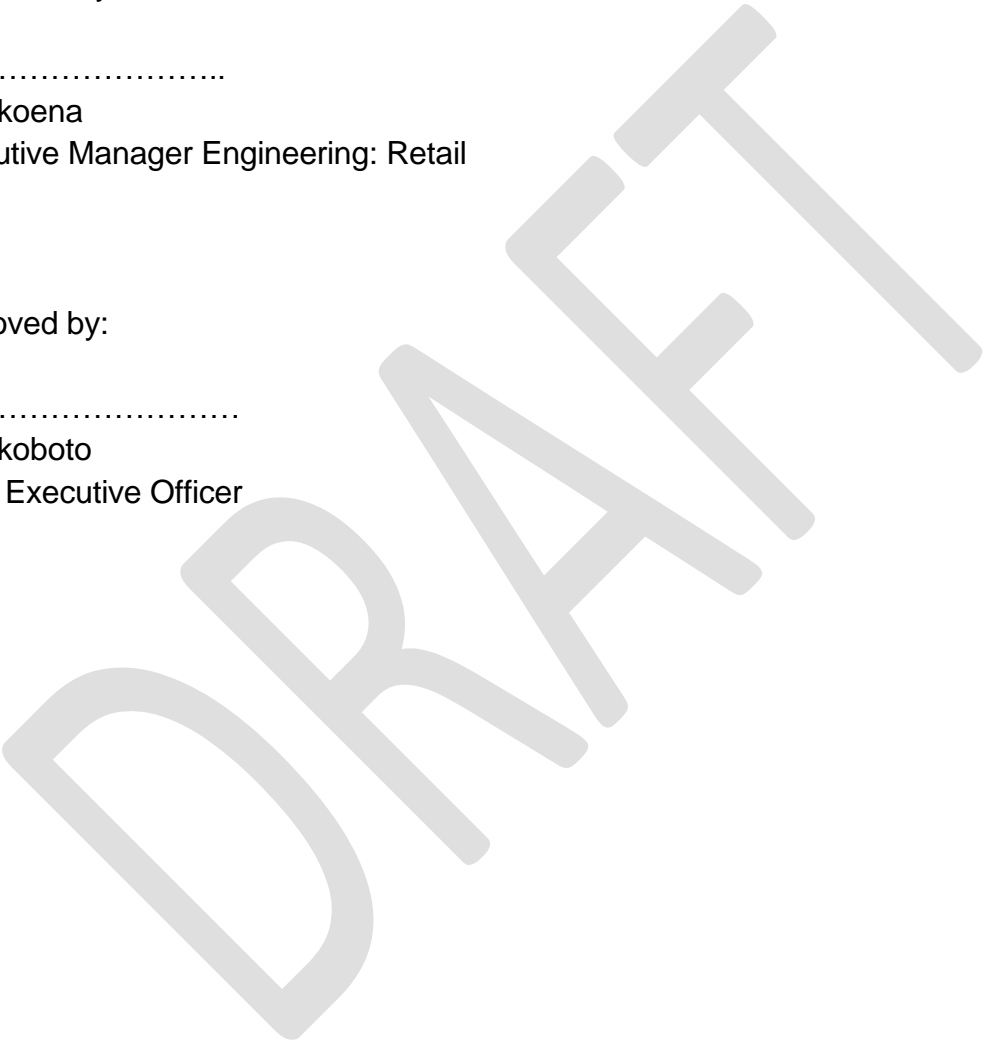 …………………..
koena
utive Manager Engineering: Retail
oved by:
……………………
koboto
Executive Officer
DRAFT